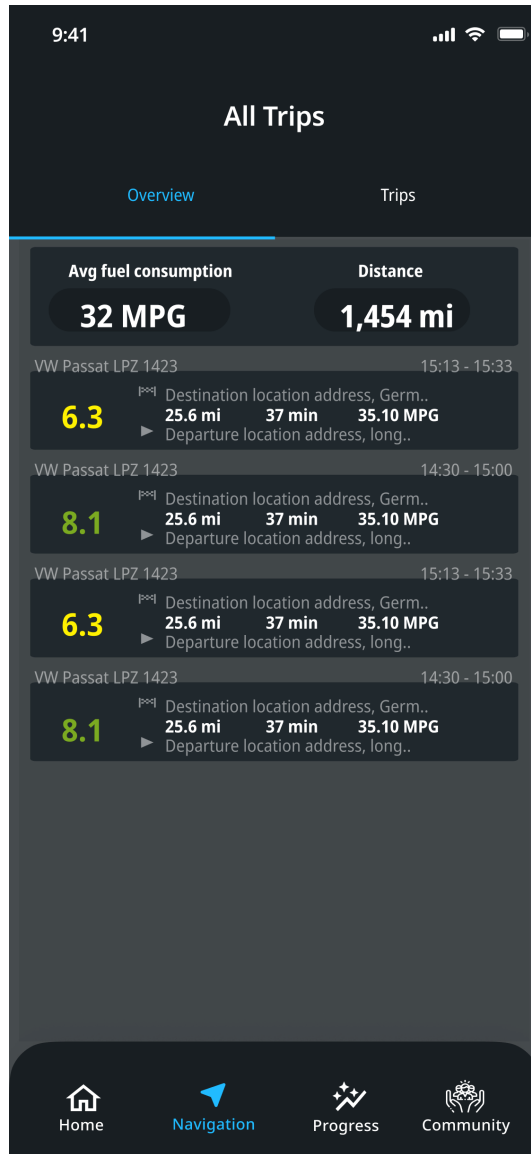 9:41
All Trips
Overview Trips
Avg fuel consumption Distance
32 MPG 1,454 mi
VW Passat LPZ 1423 15:13 - 15:33
Destination location address, Germ..
6.3 25.6 mi 37 min 35.10 MPG
Departure location address, long..
VW Passat LPZ 1423 14:30 - 15:00
Destination location address, Germ..
8.1 25.6 mi 37 min 35.10 MPG
Departure location address, long..
VW Passat LPZ 1423 15:13 - 15:33
Destination location address, Germ..
6.3 25.6 mi 37 min 35.10 MPG
Departure location address, long..
VW Passat LPZ 1423 14:30 - 15:00
Destination location address, Germ..
8.1 25.6 mi 37 min 35.10 MPG
Departure location address, long..
Home Navigation Progress Community